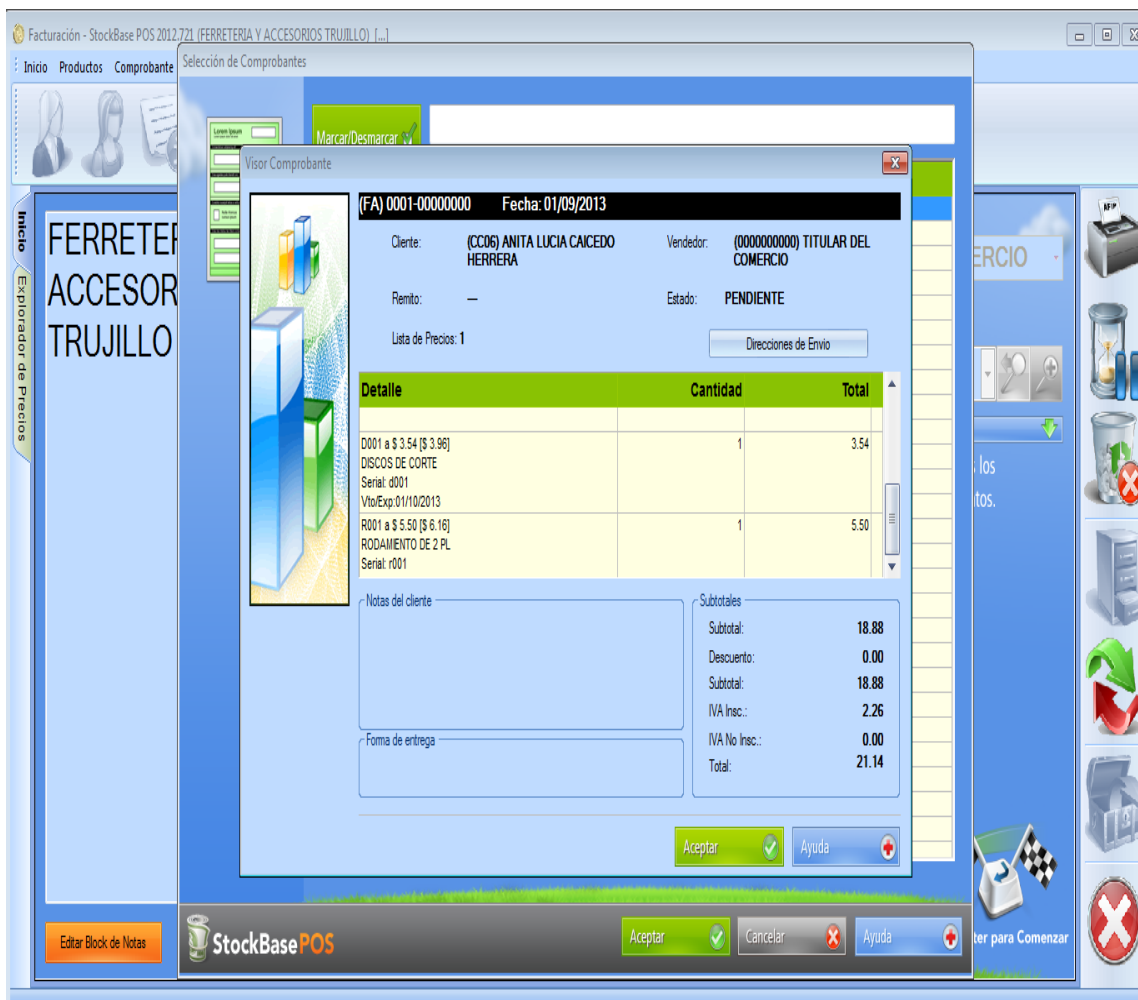 Facturación - StockBase POS 2012.721 (FERRETERIA Y ACCESORIOS TRUJILLO) [...]
Inicio Productos Comprobante
Selección de Comprobantes
Marcar/Desmarcar
Lorem Ipsum
Visor Comprobante
(FA) 0001-00000000 Fecha: 01/09/2013
Cliente: (CC06) ANITA LUCIA CAICEDO HERRERA
Vendedor: (0000000000) TITULAR DEL COMERCIO
Remito: ---
Estado: PENDIENTE
Lista de Precios: 1
Direcciones de Envio
Detalle Cantidad Total
D001 a $ 3.54 [$ 3.96] 1 3.54
DISCOS DE CORTE
Serial: d001
Vto/Exp:01/10/2013
R001 a $ 5.50 [$ 6.16] 1 5.50
RODAMIENTO DE 2 PL
Serial: r001
Notas del cliente
Forma de entrega
Subtotales
Subtotal: 18.88
Descuento: 0.00
Subtotal: 18.88
IVA Insc.: 2.26
IVA No Insc.: 0.00
Total: 21.14
Aceptar
Ayuda
StockBasePOS
Aceptar
Cancelar
Ayuda
Inicio
Explorador de Precios
FERRETER
ACCESOR
TRUJILLO
Editar Block de Notas
ERCIO
los
tos.
ter para Comenzar
AFIP